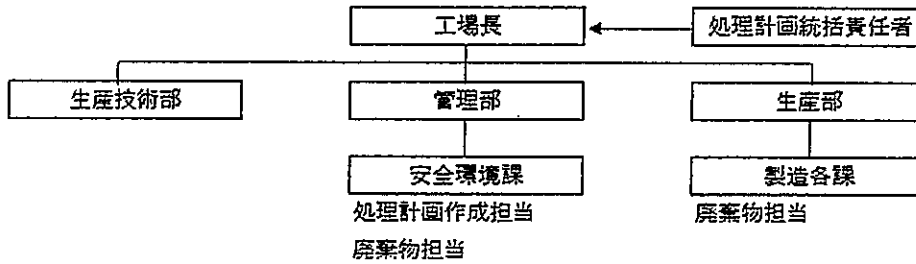 工場長
処理計画統括責任者
生産技術部
管理部
生産部
安全環境課
製造各課
処理計画作成担当
廃棄物担当
廃棄物担当